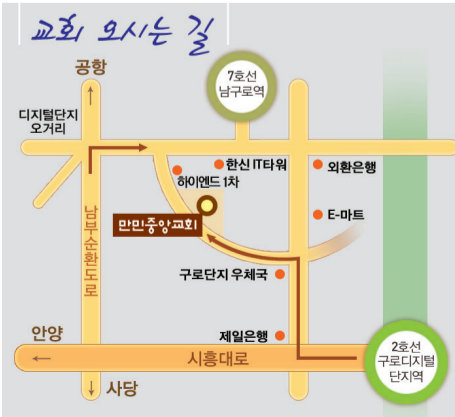 교회 오시는 길
공항
7호선
남구로역
디지털단지
오거리
한신 IT타워
외환은행
하이엔드 1차
만민중앙교회
E-마트
남부순환도로
구로단지 우체국
안양
제일은행
시흥대로
2호선
구로디지털
단지역
사당